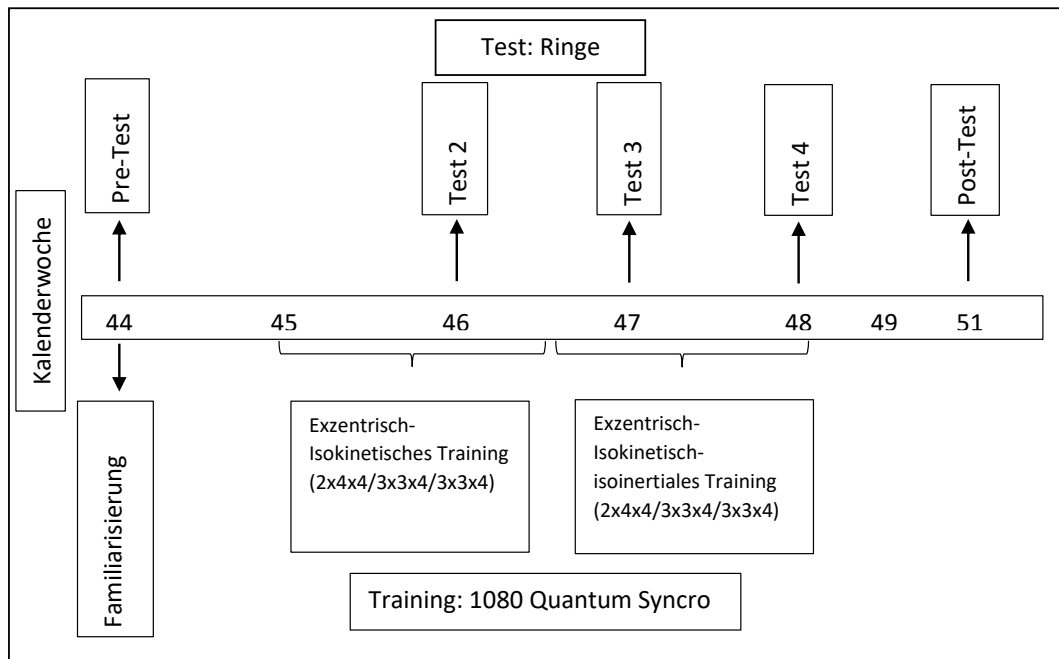 Test: Ringe
Pre-Test
Test 2
Test 3
Test 4
Post-Test
Kalenderwoche
44 45 46 47 48 49 51
Familiarisierung
Exzentrisch-
Isokinetisches Training
(2x4x4/3x3x4/3x3x4)
Exzentrisch-
Isokinetisch-
isoinertiales Training
(2x4x4/3x3x4/3x3x4)
Training: 1080 Quantum Syncro